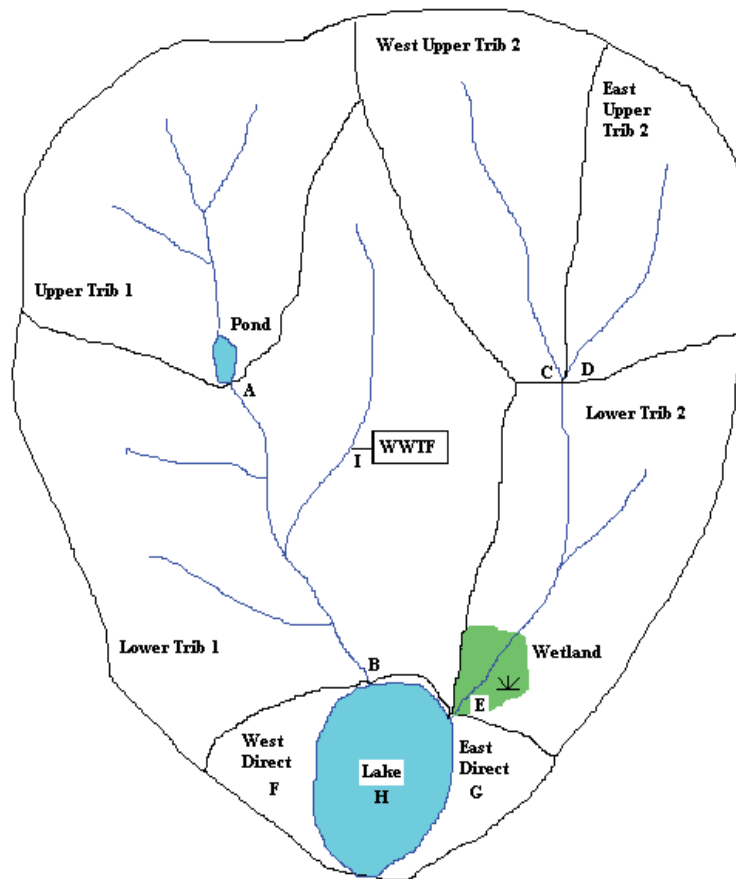 West Upper Trib 2
East
Upper
Trib 2
Upper Trib 1
Pond
A
C
D
Lower Trib 2
WWTF
I
Lower Trib 1
B
Wetland
E
West
Direct
F
Lake
H
East
Direct
G